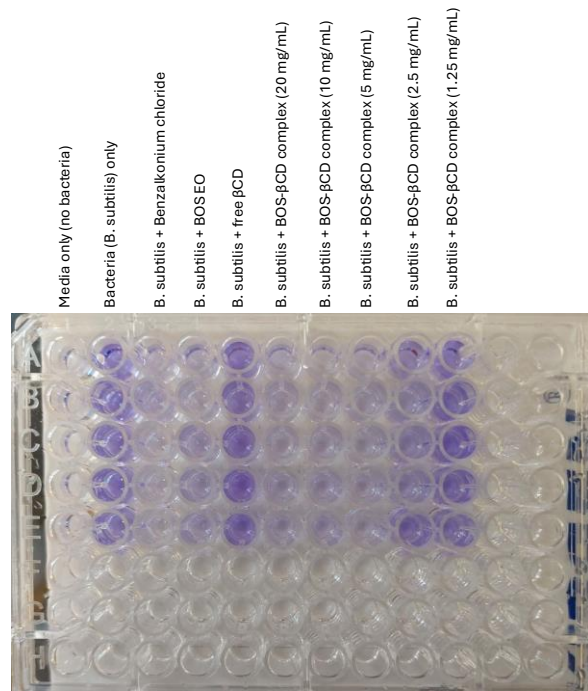 Media only (no bacteria)
Bacteria (B. subtilis) only
B. subtilis + Benzalkonium chloride
B. subtilis + BOS EO
B. subtilis + free βCD
B. subtilis + BOS-βCD complex (20 mg/mL)
B. subtilis + BOS-βCD complex (10 mg/mL)
B. subtilis + BOS-βCD complex (5 mg/mL)
B. subtilis + BOS-βCD complex (2.5 mg/mL)
B. subtilis + BOS-βCD complex (1.25 mg/mL)
A
B
C
D
E
F
G
H